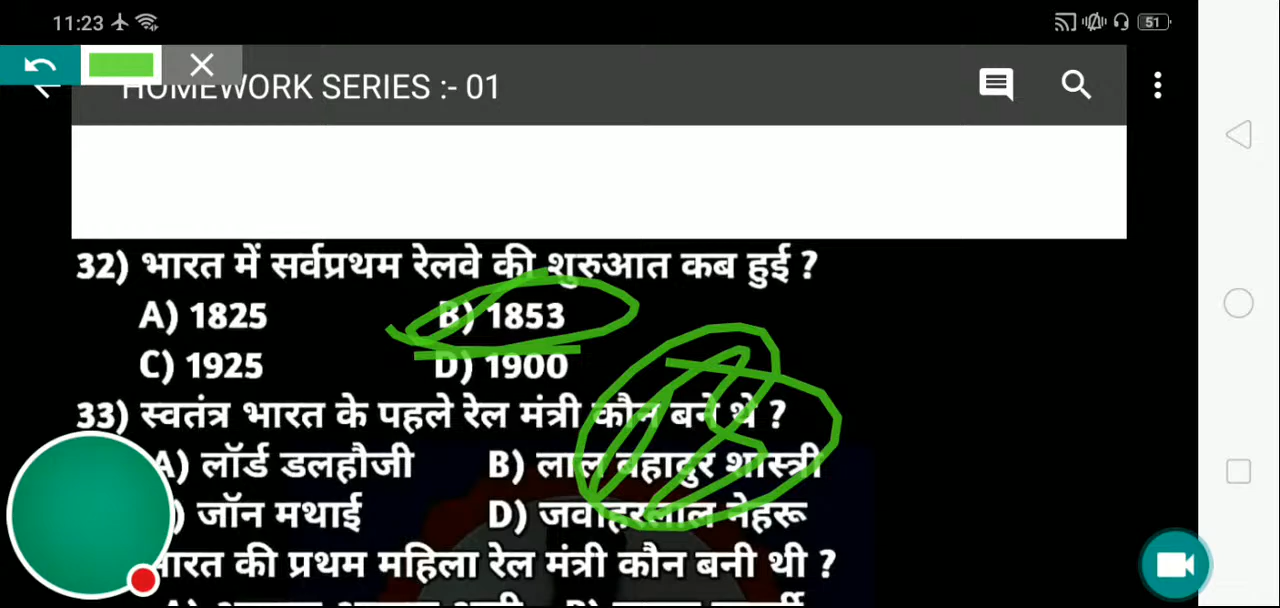 11:23
51
HOMEWORK SERIES :- 01
32) भारत में सर्वप्रथम रेलवे की शुरुआत कब हुई ?
A) 1825 B) 1853
C) 1925 D) 1900
33) स्वतंत्र भारत के पहले रेल मंत्री कौन बने थे ?
A) लॉर्ड डलहौजी B) लाल बहादुर शास्त्री
) जॉन मथाई D) जवाहरलाल नेहरू
भारत की प्रथम महिला रेल मंत्री कौन बनी थी ?